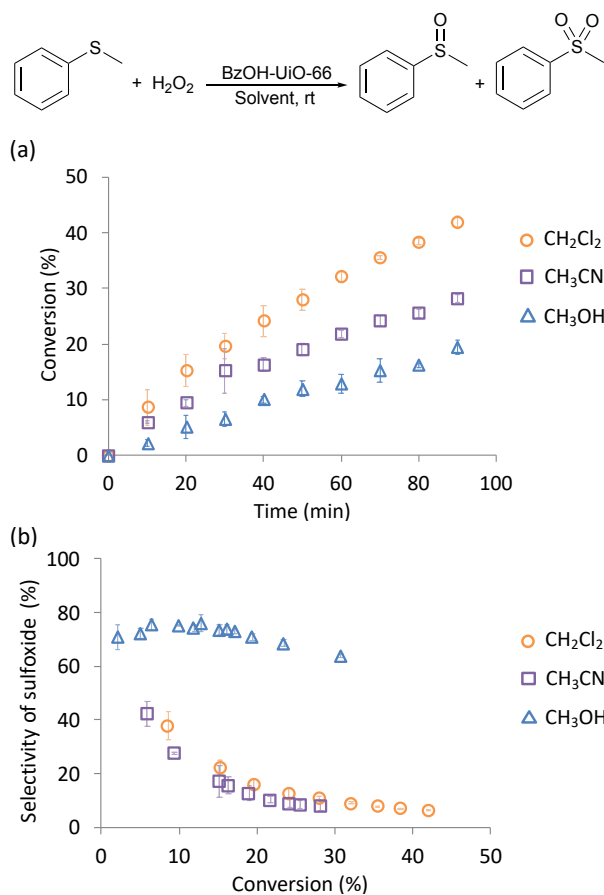 S
O
S
O O
S
+ H₂O₂
BzOH-UiO-66
Solvent, rt
+
(a)
Conversion (%)
50
40
30
20
10
0
0 20 40 60 80 100
Time (min)
CH₂Cl₂
CH₃CN
CH₃OH
(b)
Selectivity of sulfoxide (%)
100
80
60
40
20
0
0 10 20 30 40 50
Conversion (%)
CH₂Cl₂
CH₃CN
CH₃OH